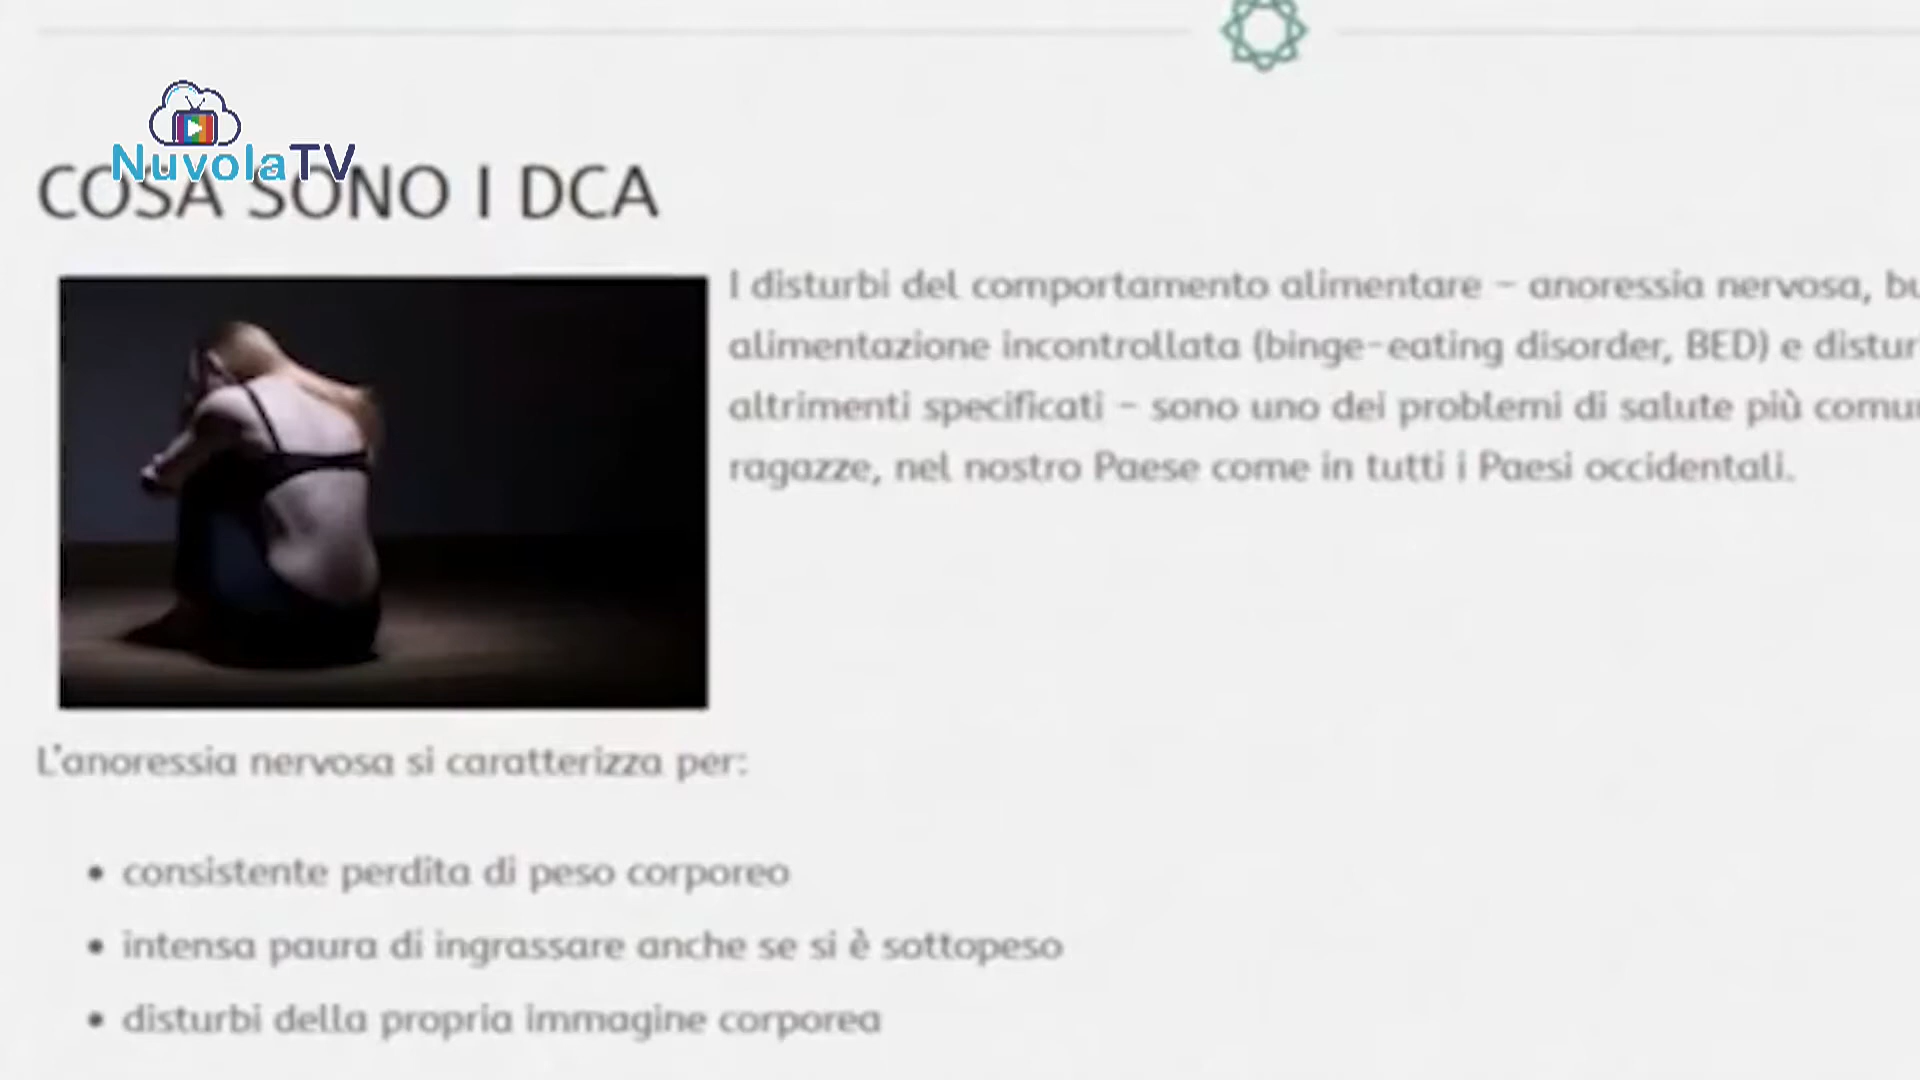 NuvolaTV
COSA SONO I DCA
I disturbi del comportamento alimentare – anoressia nervosa,
alimentazione incontrollata (binge-eating disorder, BED) e
altrimenti specificati – sono uno dei problemi di salute più
ragazze, nel nostro Paese come in tutti i Paesi occidentali.
L'anoressia nervosa si caratterizza per:
• consistente perdita di peso corporeo
• intensa paura di ingrassare anche se si è sottopeso
• disturbi della propria immagine corporea